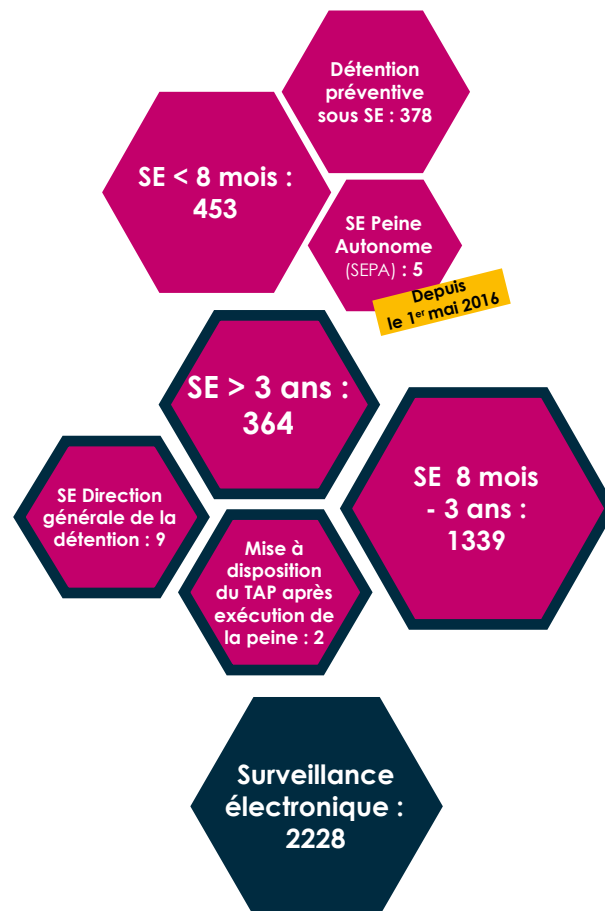 Détention
préventive
sous SE : 378
SE < 8 mois :
453
SE Peine
Autonome
(SEPA) : 5
Depuis
le 1er mai 2016
SE > 3 ans :
364
SE 8 mois
- 3 ans :
1339
SE Direction
générale de la
détention : 9
Mise à
disposition
du TAP après
exécution de
la peine : 2
Surveillance
électronique :
2228